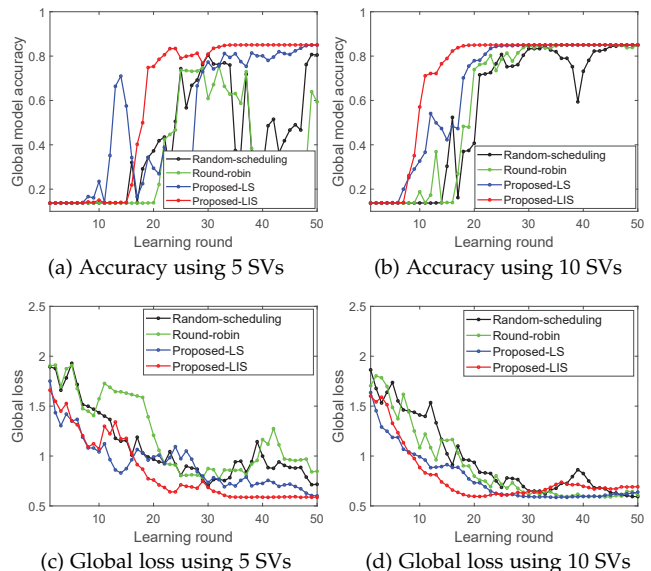 Global model accuracy
1
0.8
0.6
0.4
0.2
Random-scheduling
Round-robin
Proposed-LS
Proposed-LIS
10 20 30 40 50
Learning round
(a) Accuracy using 5 SVs
Global model accuracy
1
0.8
0.6
0.4
0.2
Random-scheduling
Round-robin
Proposed-LS
Proposed-LIS
10 20 30 40 50
Learning round
(b) Accuracy using 10 SVs
Global loss
2.5
2
1.5
1
0.5
Random-scheduling
Round-robin
Proposed-LS
Proposed-LIS
10 20 30 40 50
Learning round
(c) Global loss using 5 SVs
Global loss
2.5
2
1.5
1
0.5
Random-scheduling
Round-robin
Proposed-LS
Proposed-LIS
10 20 30 40 50
Learning round
(d) Global loss using 10 SVs